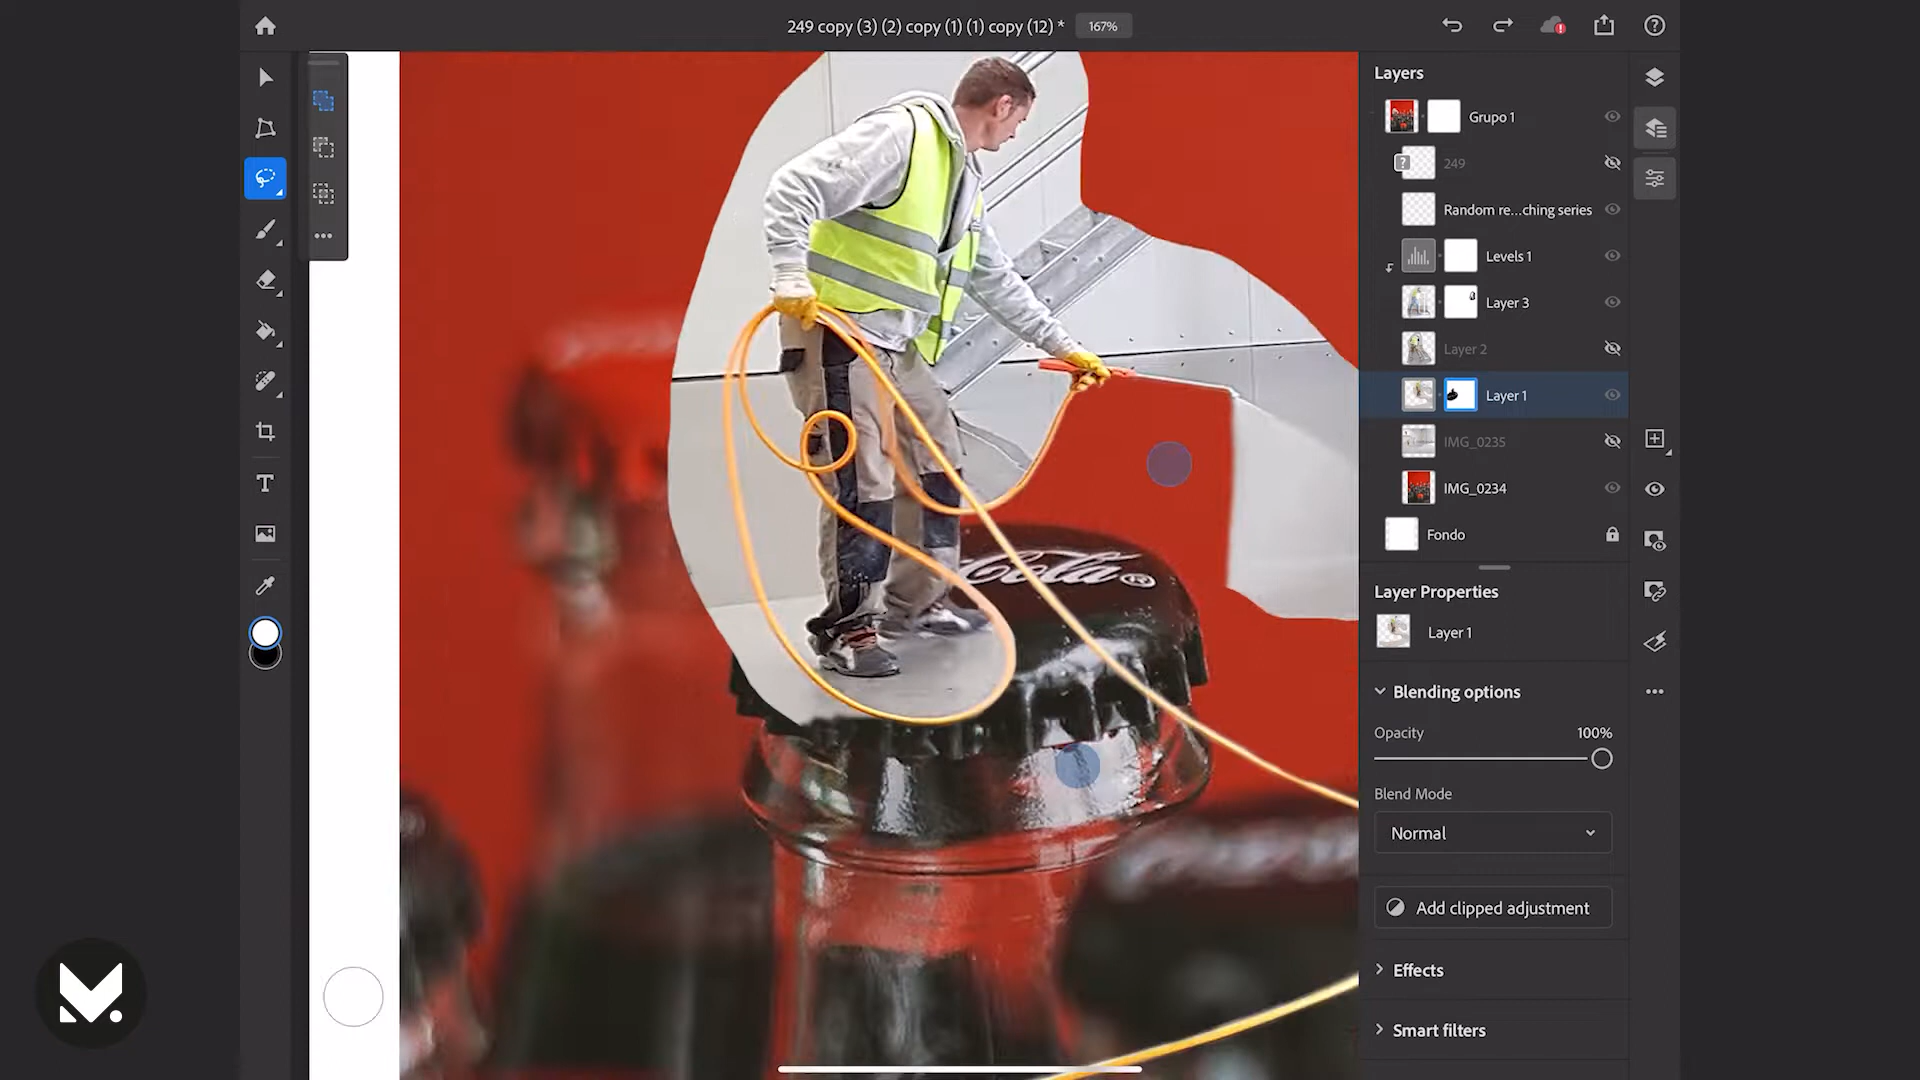 249 copy (3) (2) copy (1) (1) copy (12) *
167%
Layers
Grupo 1
249
Random re...ching series
Levels 1
Layer 3
Layer 2
Layer 1
IMG_0235
IMG_0234
Fondo
Layer Properties
Layer 1
Blending options
Opacity
100%
Blend Mode
Normal
Add clipped adjustment
Effects
Smart filters
Cola ®